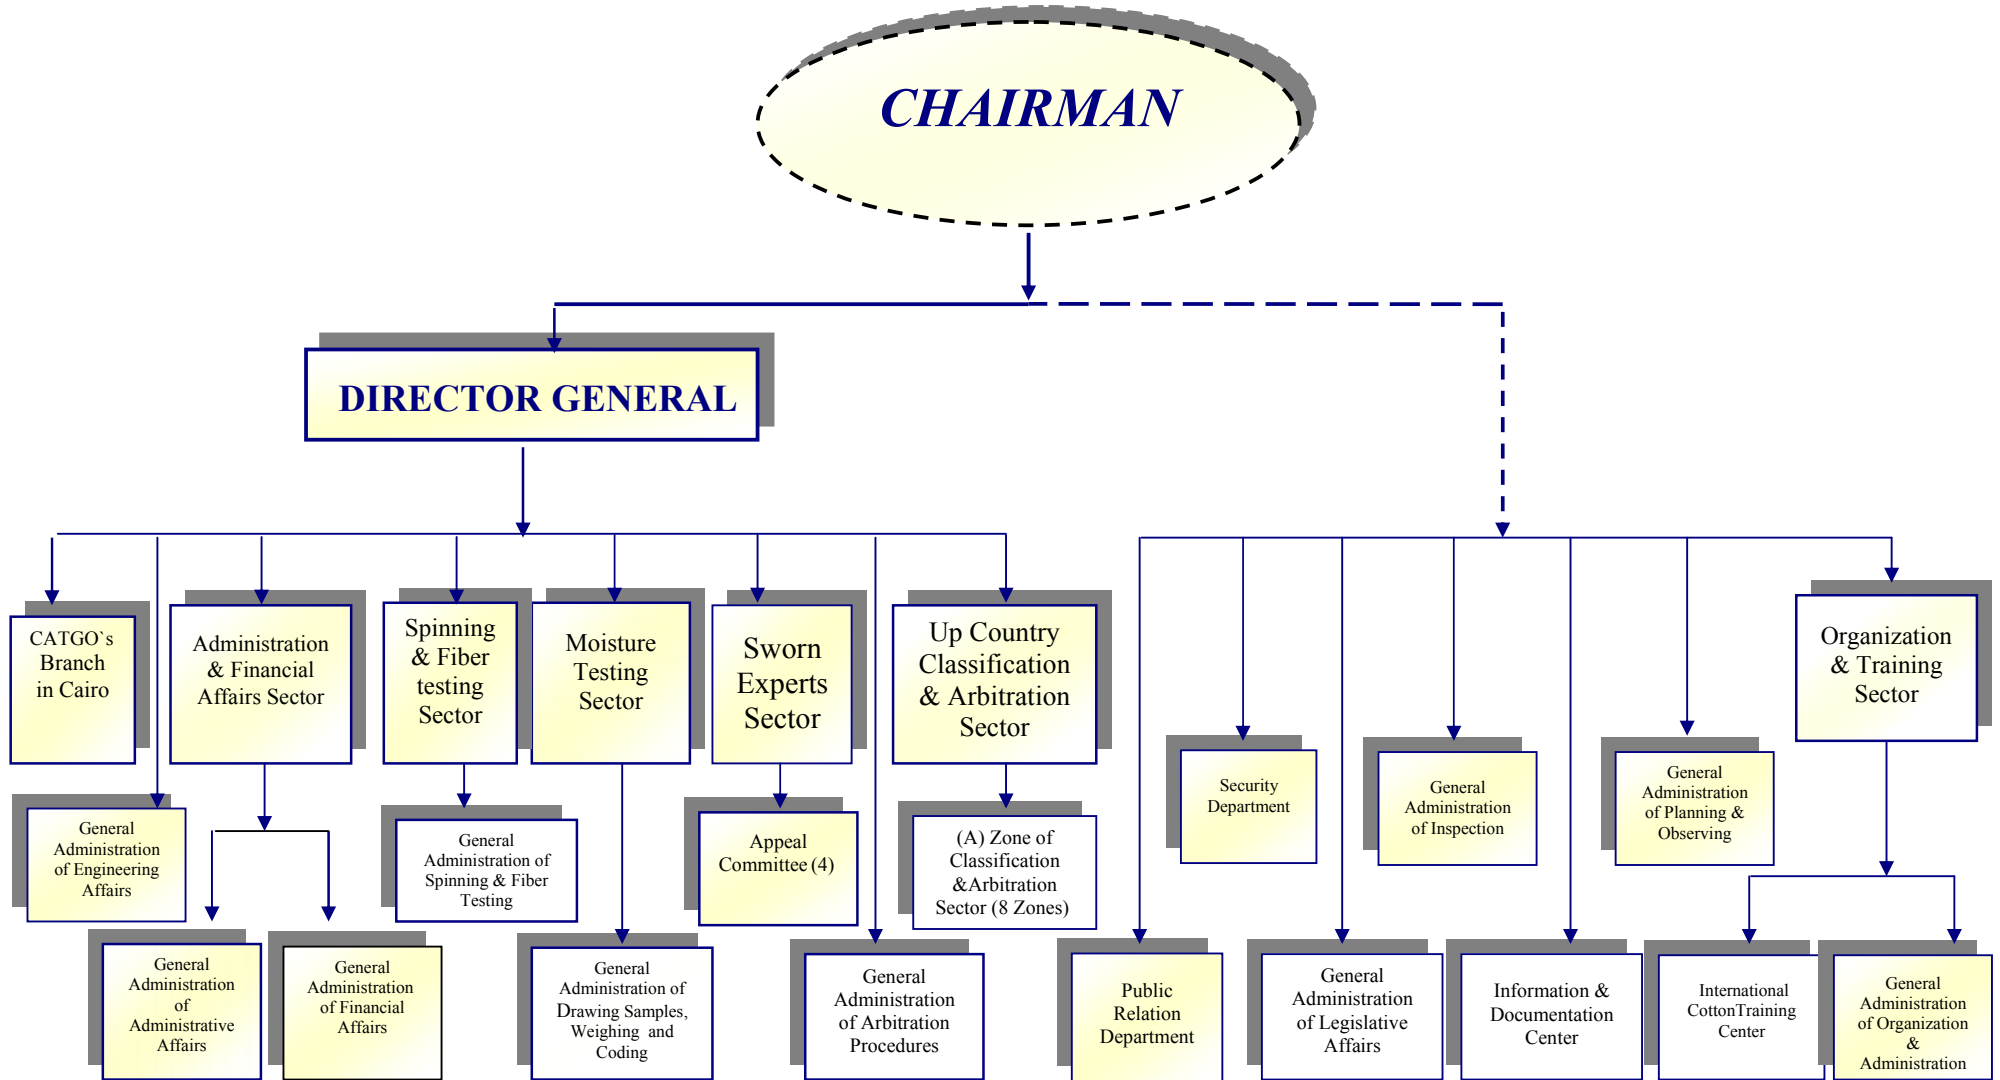 CHAIRMAN
DIRECTOR GENERAL
CATGO`s
Branch
in Cairo
Administration
& Financial
Affairs Sector
Spinning
& Fiber
testing
Sector
Moisture
Testing
Sector
Sworn
Experts
Sector
Up Country
Classification
& Arbitration
Sector
Organization
& Training
Sector
Security
Department
General
Administration
of Inspection
General
Administration
of Planning &
Observing
General
Administration
of Engineering
Affairs
General
Administration of
Spinning & Fiber
Testing
Appeal
Committee (4)
(A) Zone of
Classification
&Arbitration
Sector (8 Zones)
General
Administration
of
Administrative
Affairs
General
Administration
of Financial
Affairs
General
Administration of
Drawing Samples,
Weighing and
Coding
General
Administration
of Arbitration
Procedures
Public
Relation
Department
General
Administration
of Legislative
Affairs
Information &
Documentation
Center
International
CottonTraining
Center
General
Administration
of Organization
&
Administration